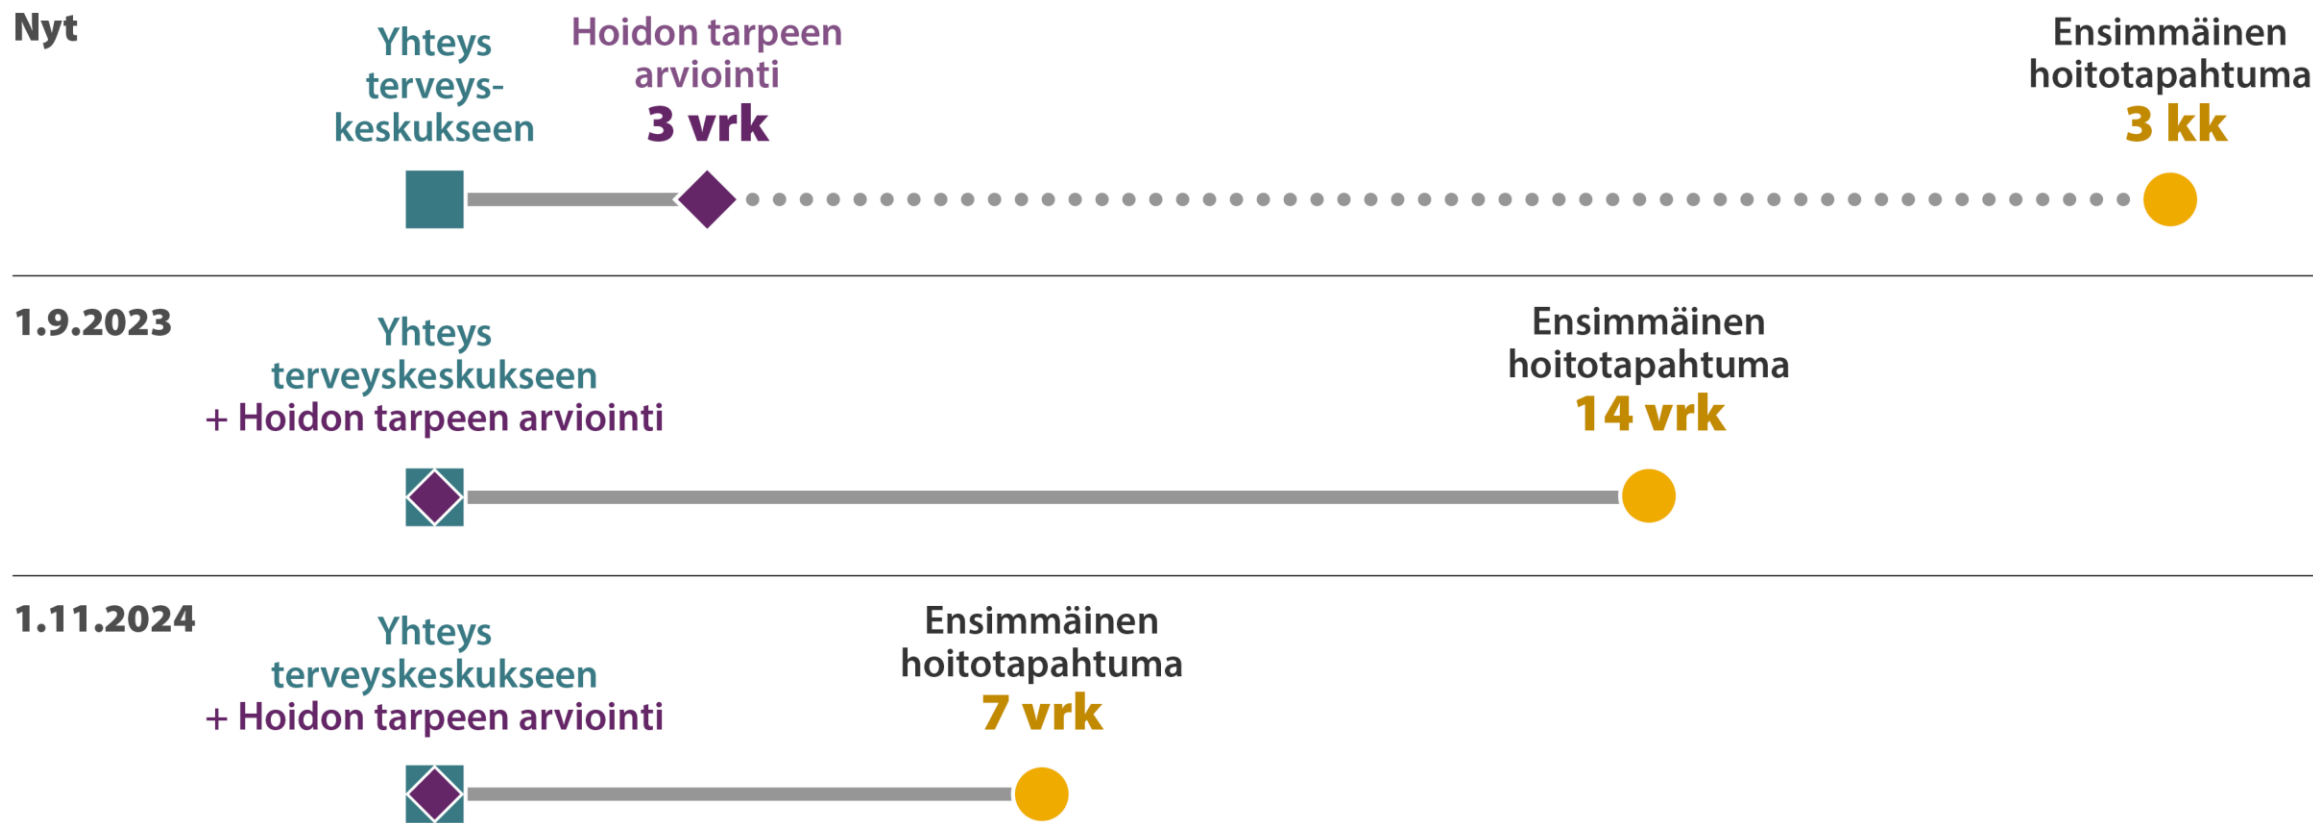 Nyt
Yhteys
terveys-
keskukseen
Hoidon tarpeen
arviointi
3 vrk
Ensimmäinen
hoitotapahtuma
3 kk
1.9.2023
Yhteys
terveyskeskukseen
+ Hoidon tarpeen arviointi
Ensimmäinen
hoitotapahtuma
14 vrk
1.11.2024
Yhteys
terveyskeskukseen
+ Hoidon tarpeen arviointi
Ensimmäinen
hoitotapahtuma
7 vrk